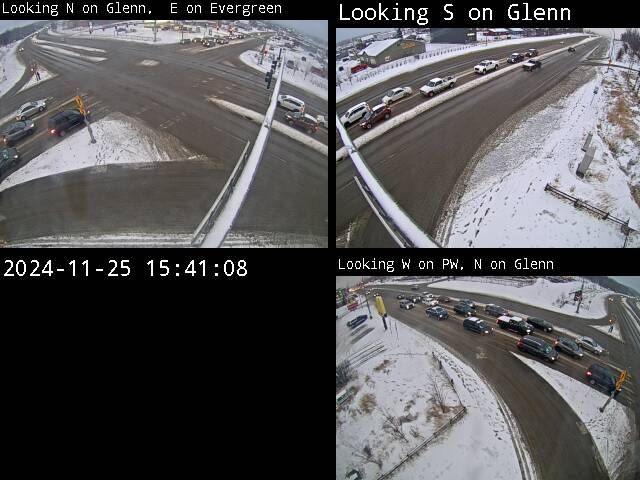 Looking N on Glenn,  E on Evergreen
Looking S on Glenn
2024-11-25 15:41:08
Looking W on PW, N on Glenn